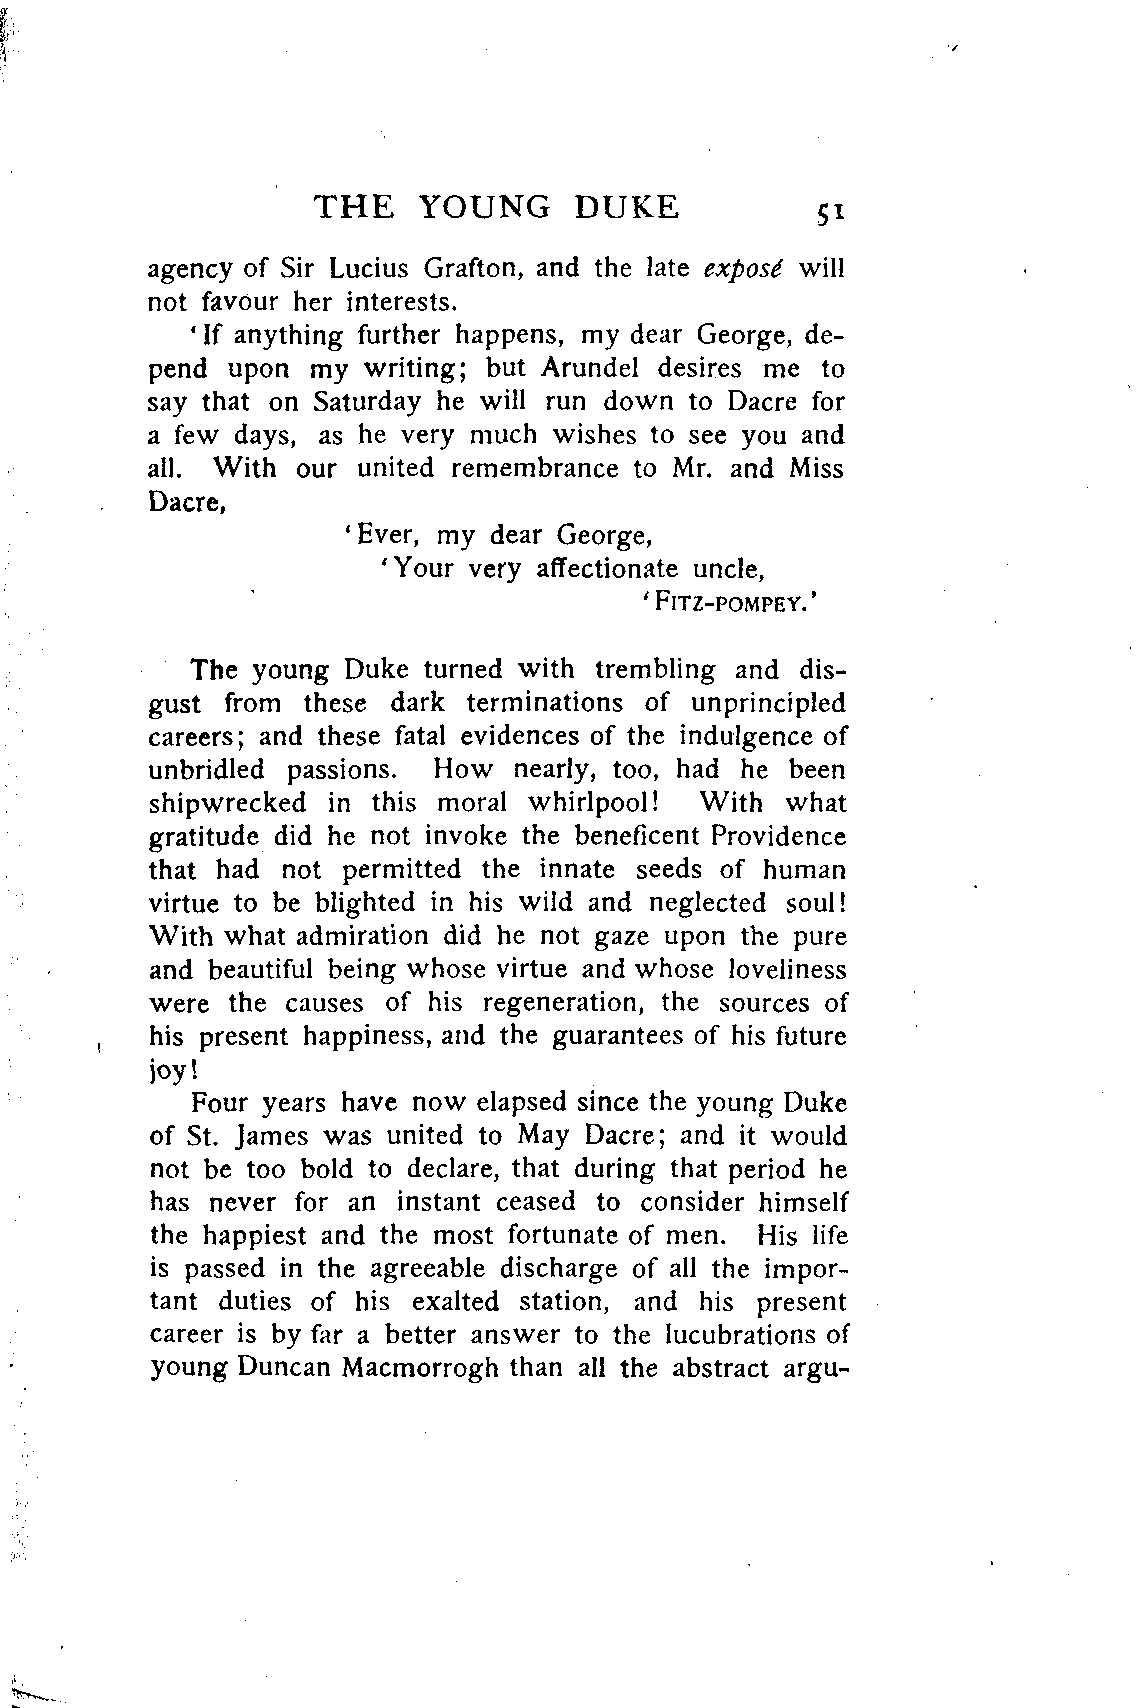 THE YOUNG DUKE 51
agency of Sir Lucius Grafton, and the late exposé will
not favour her interests.
‘If anything further happens, my dear George, de-
pend upon my writing; but Arundel desires me to
say that on Saturday he will run down to Dacre for
a few days, as he very much wishes to see you and
all. With our united remembrance to Mr. and Miss
Dacre,
‘Ever, my dear George,
‘Your very affectionate uncle,
‘FITZ-POMPEY.’
The young Duke turned with trembling and dis-
gust from these dark terminations of unprincipled
careers; and these fatal evidences of the indulgence of
unbridled passions. How nearly, too, had he been
shipwrecked in this moral whirlpool! With what
gratitude did he not invoke the beneficent Providence
that had not permitted the innate seeds of human
virtue to be blighted in his wild and neglected soul!
With what admiration did he not gaze upon the pure
and beautiful being whose virtue and whose loveliness
were the causes of his regeneration, the sources of
his present happiness, and the guarantees of his future
joy!
Four years have now elapsed since the young Duke
of St. James was united to May Dacre; and it would
not be too bold to declare, that during that period he
has never for an instant ceased to consider himself
the happiest and the most fortunate of men. His life
is passed in the agreeable discharge of all the impor-
tant duties of his exalted station, and his present
career is by far a better answer to the lucubrations of
young Duncan Macmorrogh than all the abstract argu-